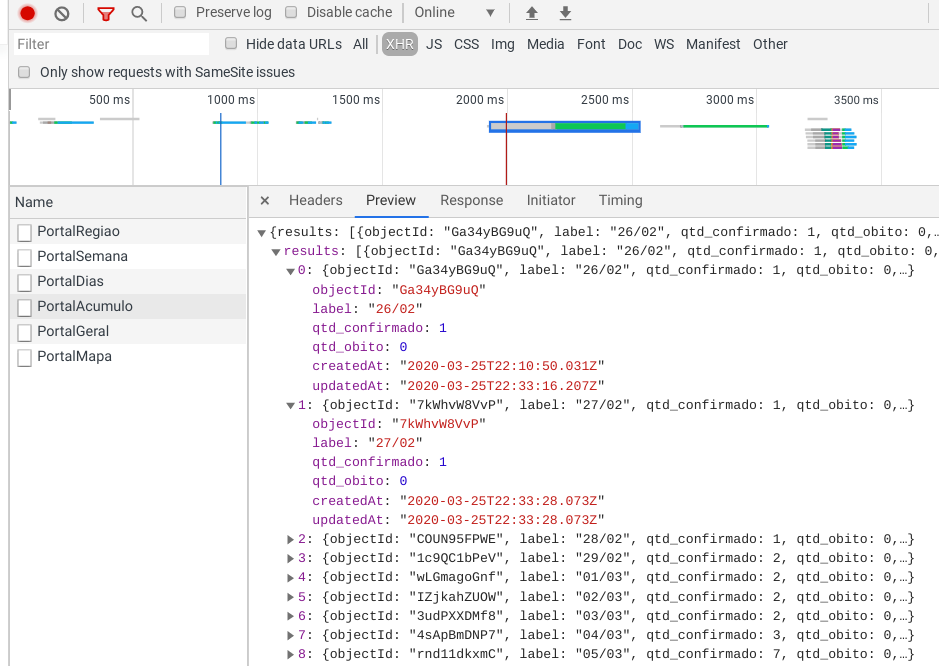 Preserve log Disable cache Online ▼
Filter Hide data URLs All XHR JS CSS Img Media Font Doc WS Manifest Other
Only show requests with SameSite issues
500 ms 1000 ms 1500 ms 2000 ms 2500 ms 3000 ms 3500 ms
Name × Headers Preview Response Initiator Timing
PortalRegiao
PortalSemana
PortalDias
PortalAcumulo
PortalGeral
PortalMapa
▼{results: [{objectId: "Ga34yBG9uQ", label: "26/02", qtd_confirmado: 1, qtd_obito: 0,…
▼results: [{objectId: "Ga34yBG9uQ", label: "26/02", qtd_confirmado: 1, qtd_obito: 0,
▼0: {objectId: "Ga34yBG9uQ", label: "26/02", qtd_confirmado: 1, qtd_obito: 0,…}
objectId: "Ga34yBG9uQ"
label: "26/02"
qtd_confirmado: 1
qtd_obito: 0
createdAt: "2020-03-25T22:10:50.031Z"
updatedAt: "2020-03-25T22:33:16.207Z"
▼1: {objectId: "7kWhvW8VvP", label: "27/02", qtd_confirmado: 1, qtd_obito: 0,…}
objectId: "7kWhvW8VvP"
label: "27/02"
qtd_confirmado: 1
qtd_obito: 0
createdAt: "2020-03-25T22:33:28.073Z"
updatedAt: "2020-03-25T22:33:28.073Z"
▶2: {objectId: "COUN95FPWE", label: "28/02", qtd_confirmado: 1, qtd_obito: 0,…}
▶3: {objectId: "1c9QC1bPeV", label: "29/02", qtd_confirmado: 2, qtd_obito: 0,…}
▶4: {objectId: "wLGmagoGnf", label: "01/03", qtd_confirmado: 2, qtd_obito: 0,…}
▶5: {objectId: "IZjkahZUOW", label: "02/03", qtd_confirmado: 2, qtd_obito: 0,…}
▶6: {objectId: "3udPXXDMf8", label: "03/03", qtd_confirmado: 2, qtd_obito: 0,…}
▶7: {objectId: "4sApBmDNP7", label: "04/03", qtd_confirmado: 3, qtd_obito: 0,…}
▶8: {objectId: "rnd11dkxmC", label: "05/03", qtd_confirmado: 7, qtd_obito: 0,…}